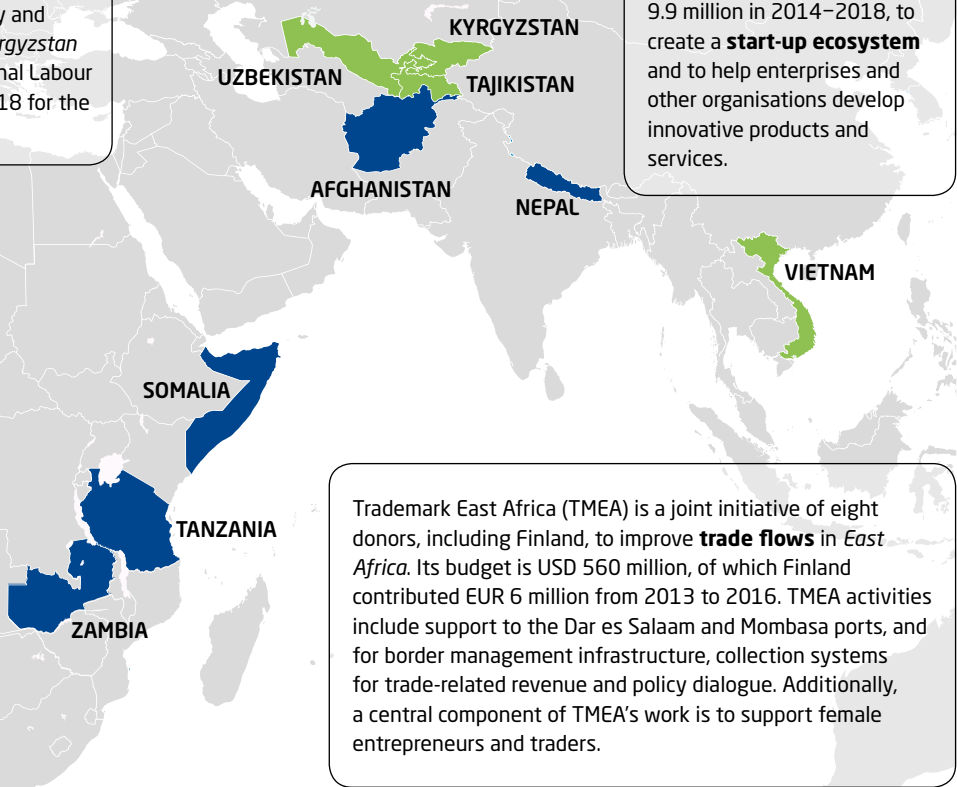 y and
rgyzstan
nal Labour
18 for the
9.9 million in 2014–2018, to
create a start-up ecosystem
and to help enterprises and
other organisations develop
innovative products and
services.
KYRGYZSTAN
UZBEKISTAN
TAJIKISTAN
AFGHANISTAN
NEPAL
VIETNAM
SOMALIA
TANZANIA
ZAMBIA
Trademark East Africa (TMEA) is a joint initiative of eight
donors, including Finland, to improve trade flows in East
Africa. Its budget is USD 560 million, of which Finland
contributed EUR 6 million from 2013 to 2016. TMEA activities
include support to the Dar es Salaam and Mombasa ports, and
for border management infrastructure, collection systems
for trade-related revenue and policy dialogue. Additionally,
a central component of TMEA's work is to support female
entrepreneurs and traders.